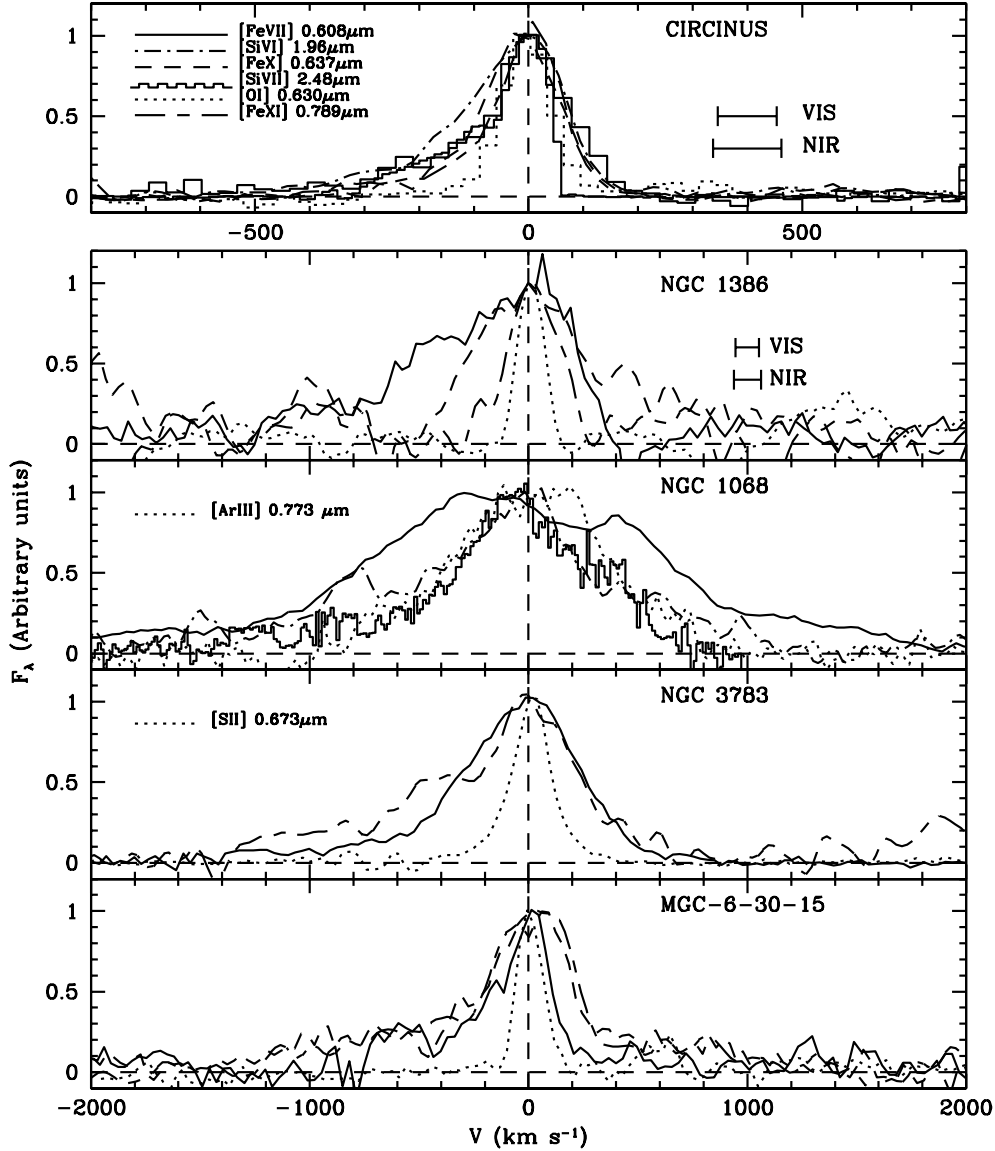 [FeVII] 0.608μm
[SiVI] 1.96μm
[FeX] 0.637μm
[SiVII] 2.48μm
[OI] 0.630μm
[FeXI] 0.789μm
CIRCINUS
VIS
NIR
1
0.5
0
-500 0 500
NGC 1386
VIS
NIR
1
0.5
0
NGC 1068
[ArIII] 0.773 μm
1
0.5
0
NGC 3783
[SII] 0.673μm
1
0.5
0
MGC-6-30-15
1
0.5
0
-2000 -1000 0 1000 2000
V (km s⁻¹)
F_λ (Arbitrary units)